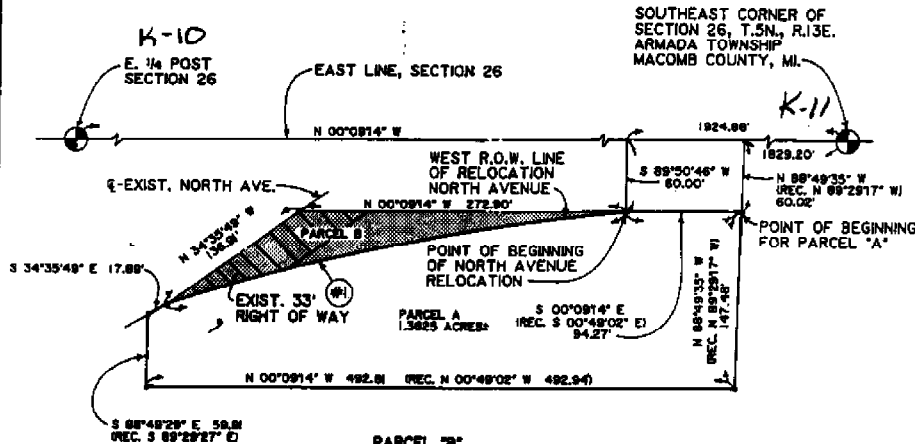 K-10
E. 1/4 POST
SECTION 26
EAST LINE, SECTION 26
SOUTHEAST CORNER OF
SECTION 26, T.5N., R.13E.
ARMADA TOWNSHIP
MACOMB COUNTY, MI.
K-11
N 00°09'14" W
1924.86'
1829.20'
WEST R.O.W. LINE
OF RELOCATION
NORTH AVENUE
S 89°50'46" W
60.00'
N 88°49'35" W
(REC. N 89°29'17" W)
60.02'
℄-EXIST. NORTH AVE.
N 00°09'14" W 272.90'
N 34°35'49" W
136.91'
PARCEL B
POINT OF BEGINNING
FOR PARCEL "A"
POINT OF BEGINNING
OF NORTH AVENUE
RELOCATION
S 34°35'49" E 17.89'
EXIST. 33'
RIGHT OF WAY
#1
PARCEL A
1.3625 ACRES±
S 00°09'14" E
(REC. S 00°49'02" E)
94.27'
N 88°49'35" W
(REC. N 89°29'17" W)
147.48'
N 00°09'14" W 492.81 (REC. N 00°49'02" W 492.94')
S 88°49'29" E 59.81
(REC. S 89°29'27" E)
PARCEL "B"